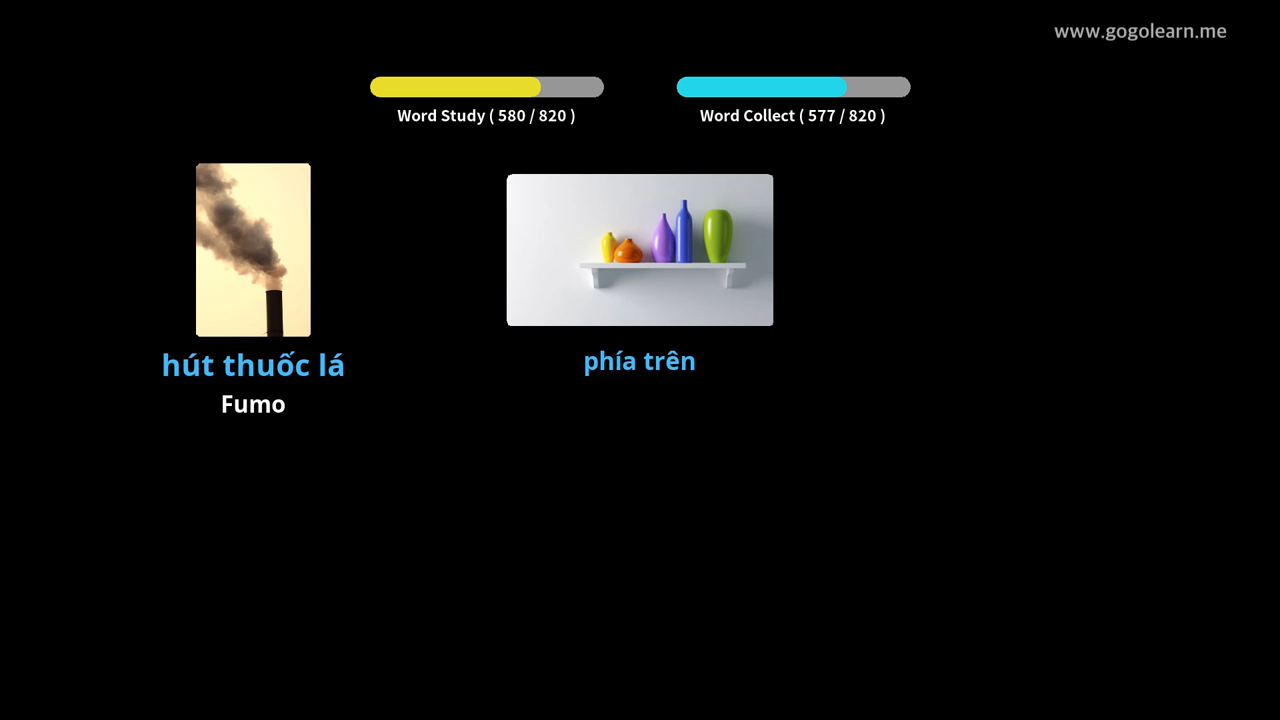 www.gogolearn.me
Word Study ( 580 / 820 )
Word Collect ( 577 / 820 )
hút thuốc lá
Fumo
phía trên